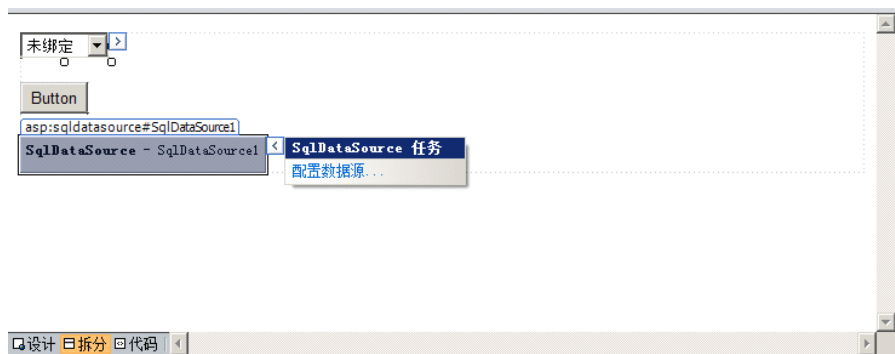 未绑定
Button
asp:sqldatasource#SqlDataSource1
SqlDataSource - SqlDataSource1
SqlDataSource 任务
配置数据源...
设计 拆分 代码